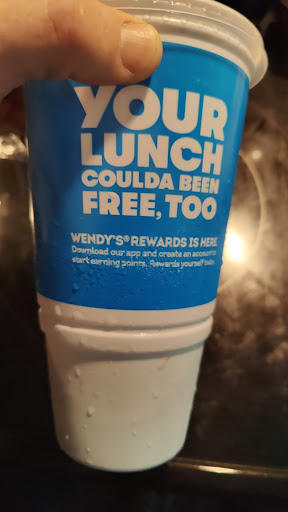 YOUR
LUNCH
COULDA BEEN
FREE, TOO
WENDY'S® REWARDS IS HERE
Download our app and create an account to
start earning points. Rewards yourself today.